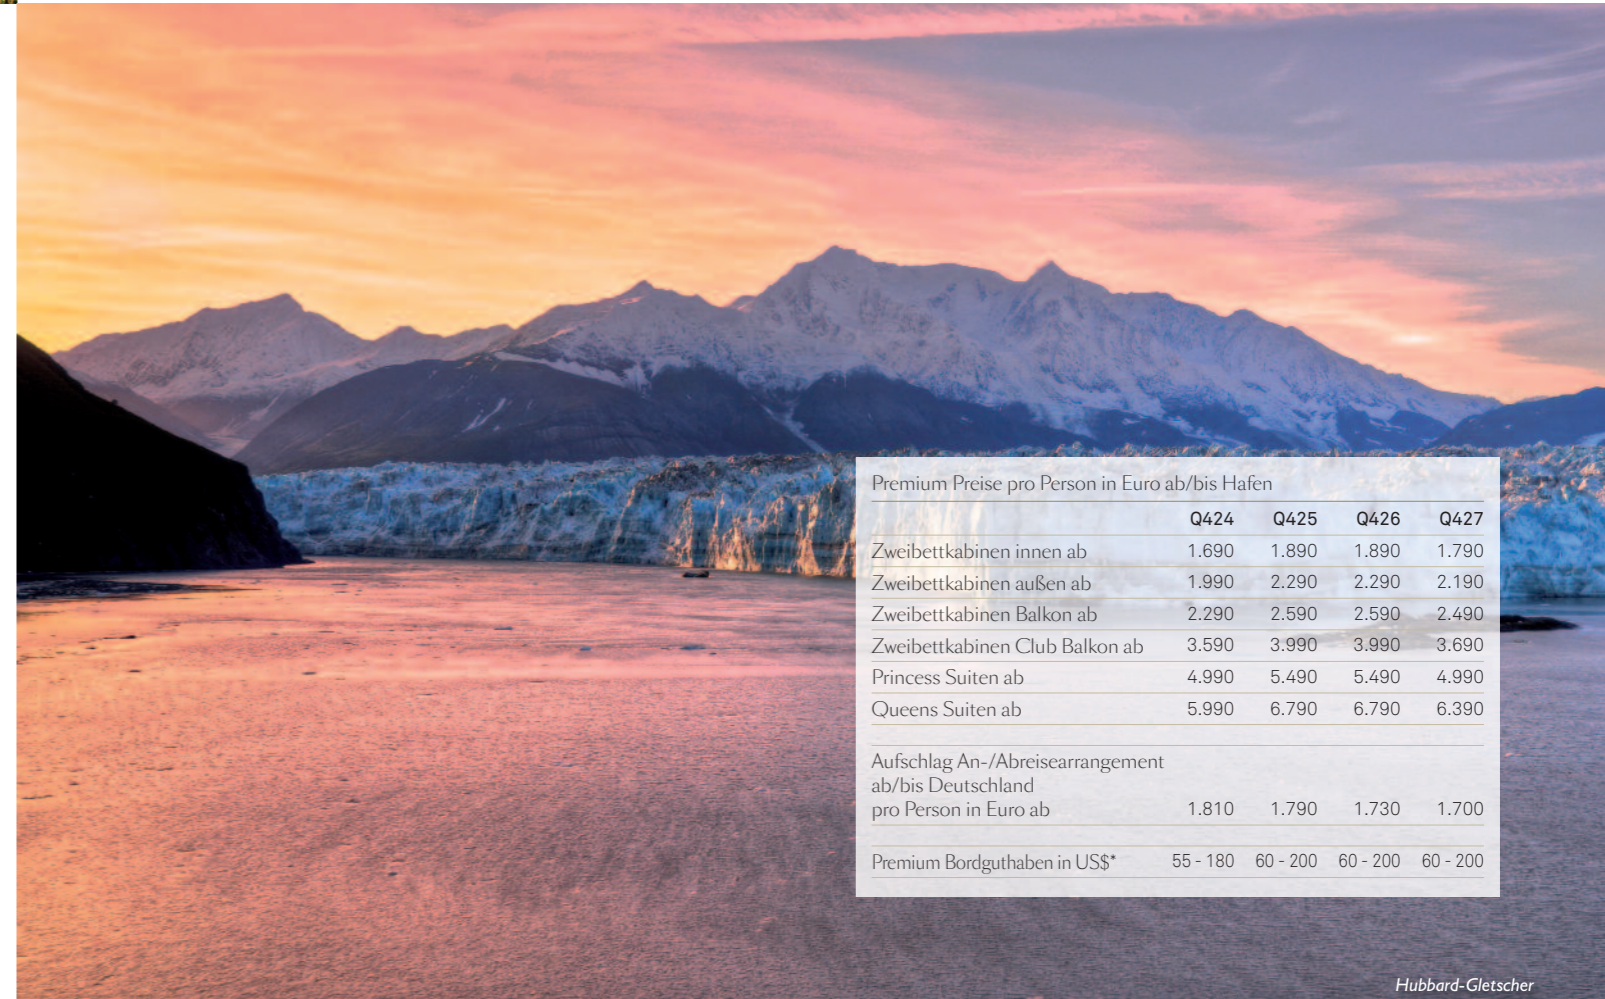 Premium Preise pro Person in Euro ab/bis Hafen
Q424 Q425 Q426 Q427
Zweibettkabinen innen ab 1.690 1.890 1.890 1.790
Zweibettkabinen außen ab 1.990 2.290 2.290 2.190
Zweibettkabinen Balkon ab 2.290 2.590 2.590 2.490
Zweibettkabinen Club Balkon ab 3.590 3.990 3.990 3.690
Princess Suiten ab 4.990 5.490 5.490 4.990
Queens Suiten ab 5.990 6.790 6.790 6.390
Aufschlag An-/Abreisearrangement
ab/bis Deutschland
pro Person in Euro ab 1.810 1.790 1.730 1.700
Premium Bordguthaben in US$* 55 - 180 60 - 200 60 - 200 60 - 200
Hubbard-Gletscher